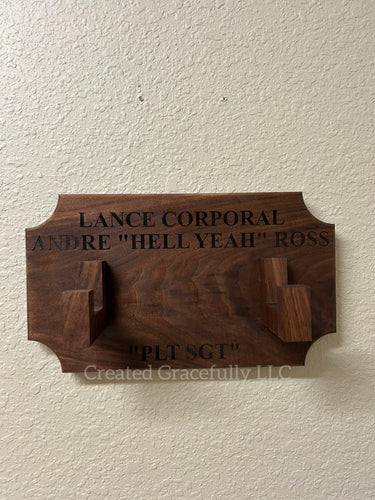 LANCE CORPORAL
ANDRE "HELL YEAH" ROSS
"PLT SGT"
Created Gracefully LLC